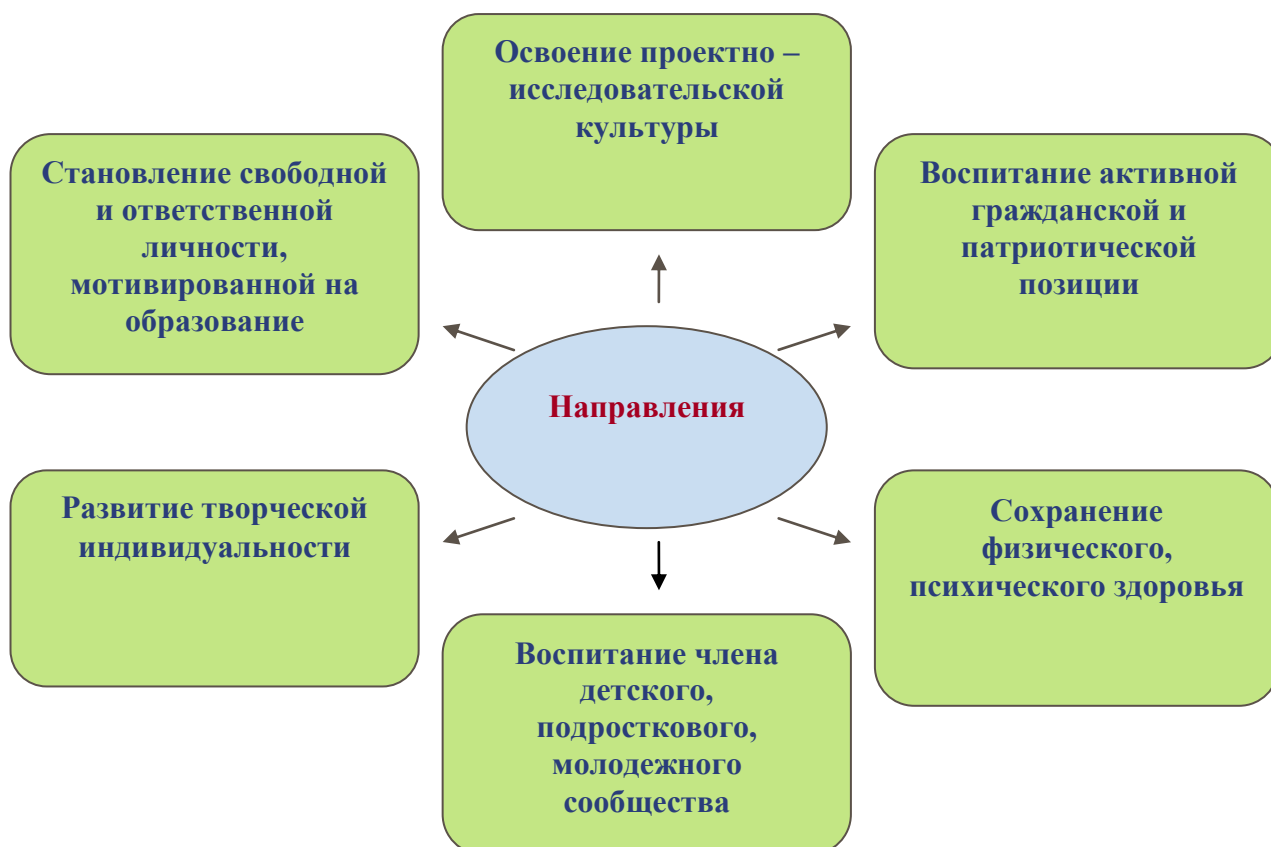 Освоение проектно –
исследовательской
культуры
Становление свободной
и ответственной
личности,
мотивированной на
образование
Воспитание активной
гражданской и
патриотической
позиции
Направления
Развитие творческой
индивидуальности
Сохранение
физического,
психического здоровья
Воспитание члена
детского,
подросткового,
молодежного
сообщества